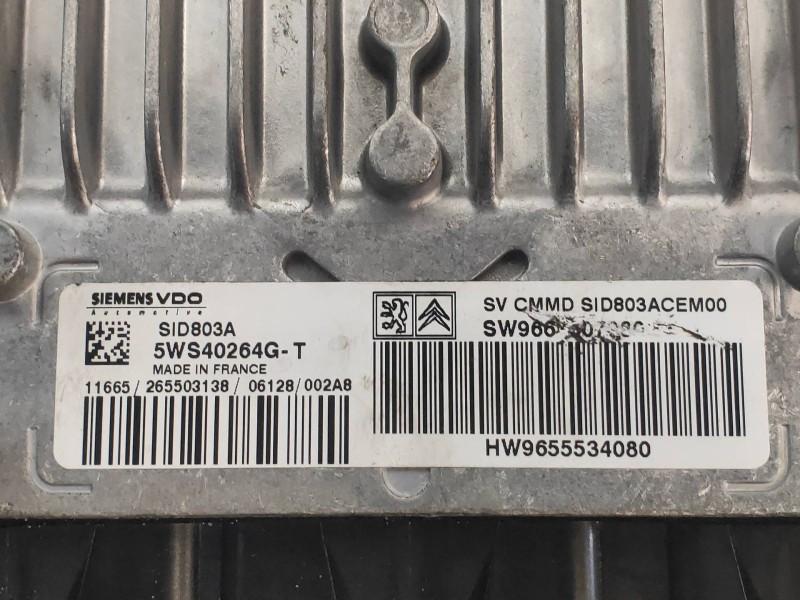 SIEMENS VDO
Automotive
SID803A
5WS40264G-T
MADE IN FRANCE
11665/265503138/06128/002A8
SV CMMD SID803ACEM00
HW9655534080